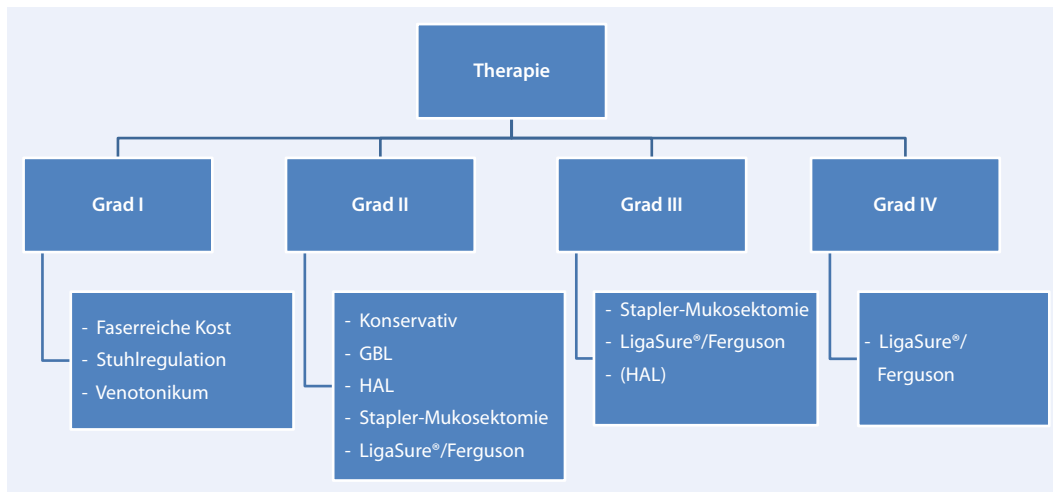 Therapie
Grad I
Grad II
Grad III
Grad IV
- Faserreiche Kost
- Stuhlregulation
- Venotonikum
- Konservativ
- GBL
- HAL
- Stapler-Mukosektomie
- LigaSure®/Ferguson
- Stapler-Mukosektomie
- LigaSure®/Ferguson
- (HAL)
- LigaSure®/
Ferguson